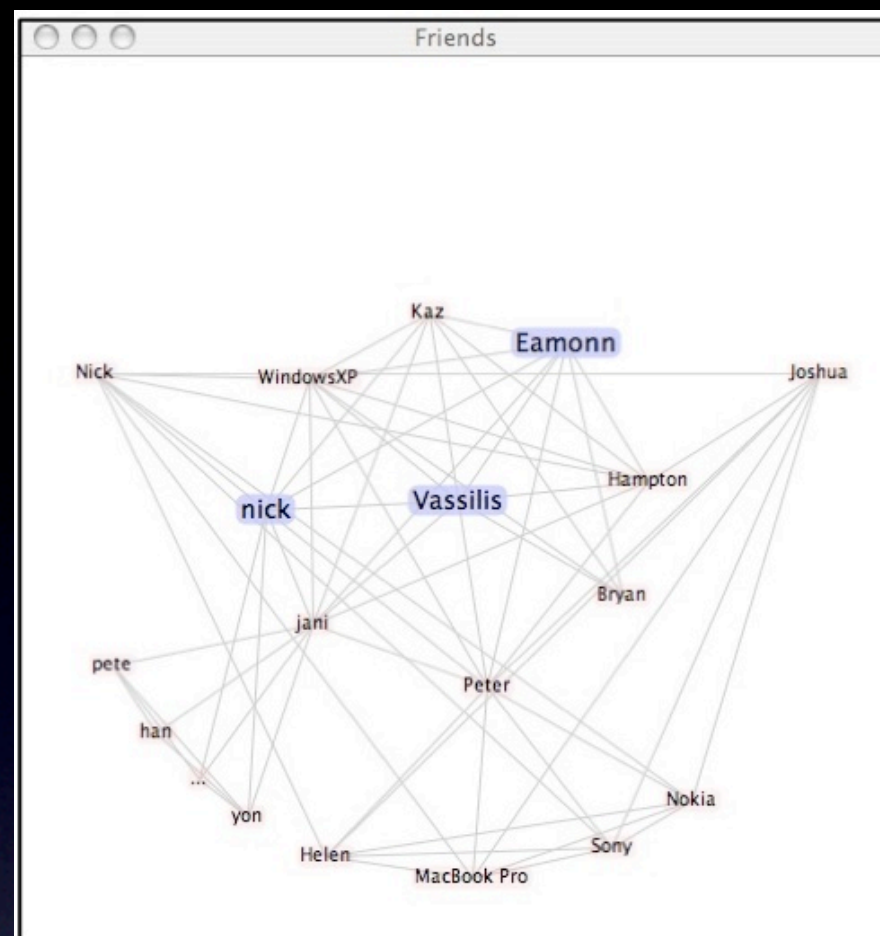 Friends
Kaz
Eamonn
Nick
WindowsXP
Joshua
Hampton
Vassilis
nick
Bryan
jani
pete
Peter
han
...
Nokia
yon
Sony
Helen
MacBook Pro